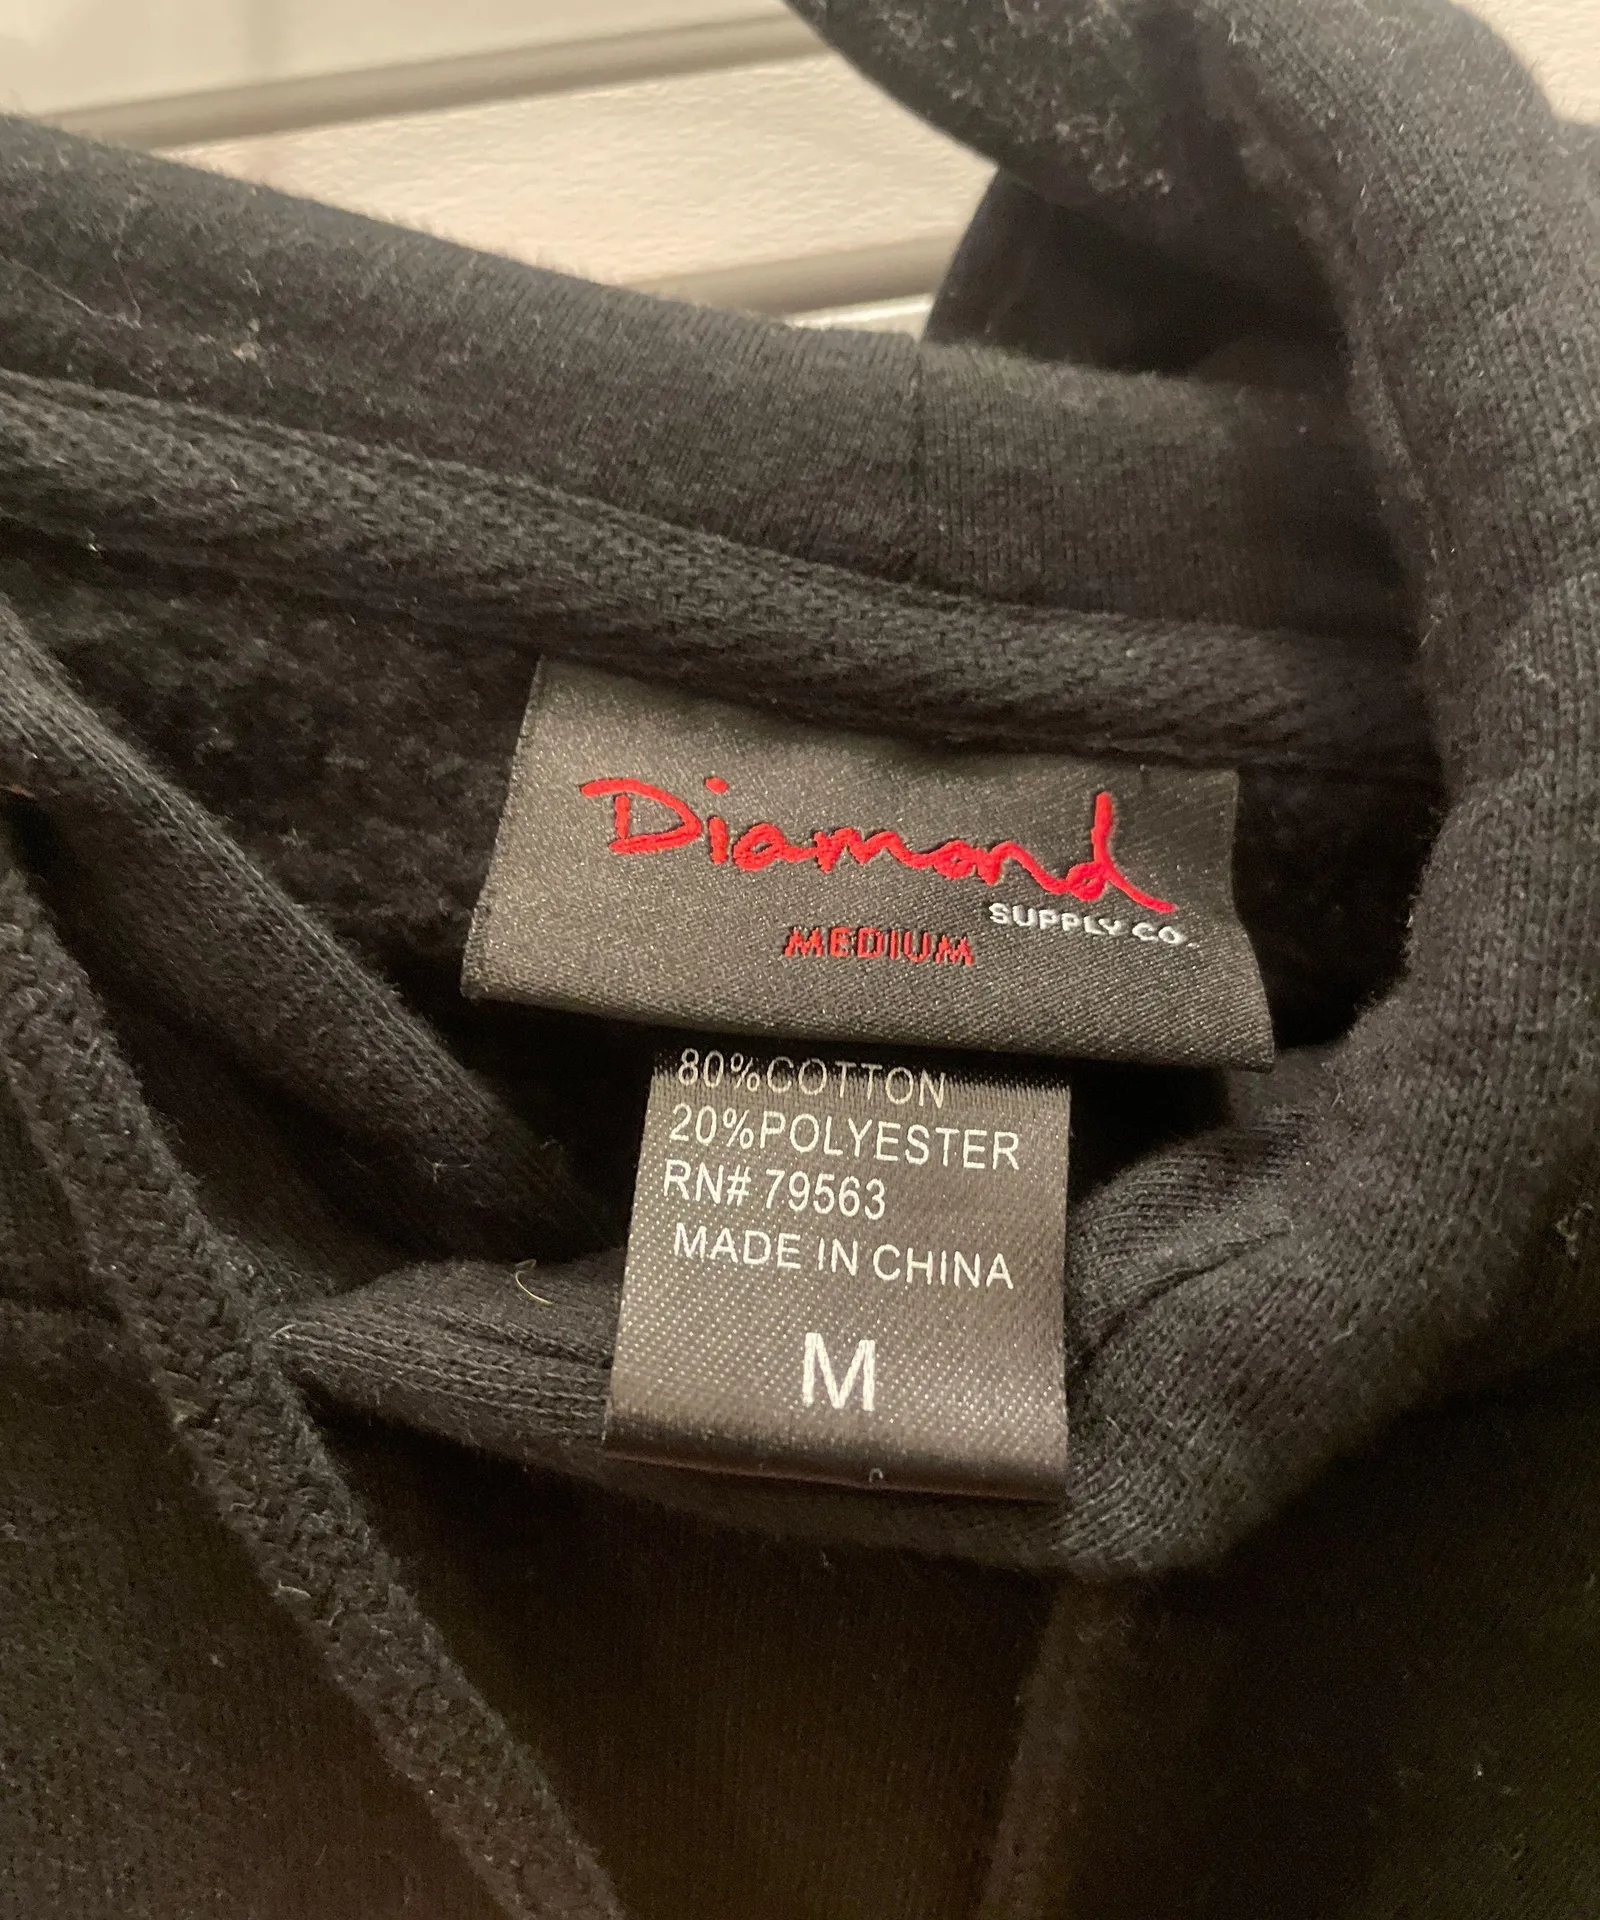 Diamond
SUPPLY CO.
MEDIUM
80%COTTON
20%POLYESTER
RN# 79563
MADE IN CHINA
M